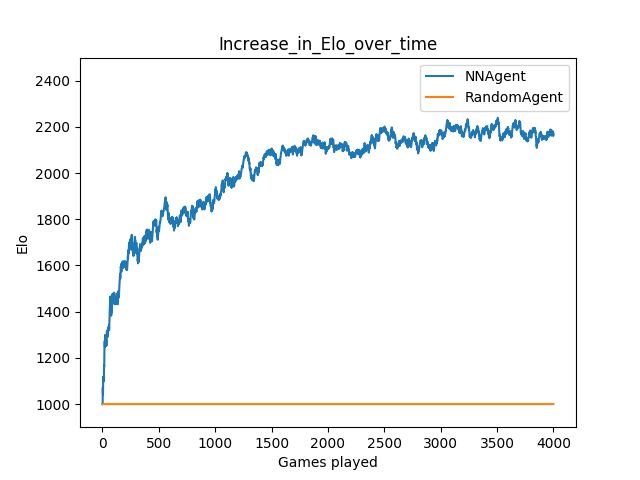 Increase_in_Elo_over_time
NNAgent
RandomAgent
2400
2200
2000
1800
1600
1400
1200
1000
Elo
0 500 1000 1500 2000 2500 3000 3500 4000
Games played